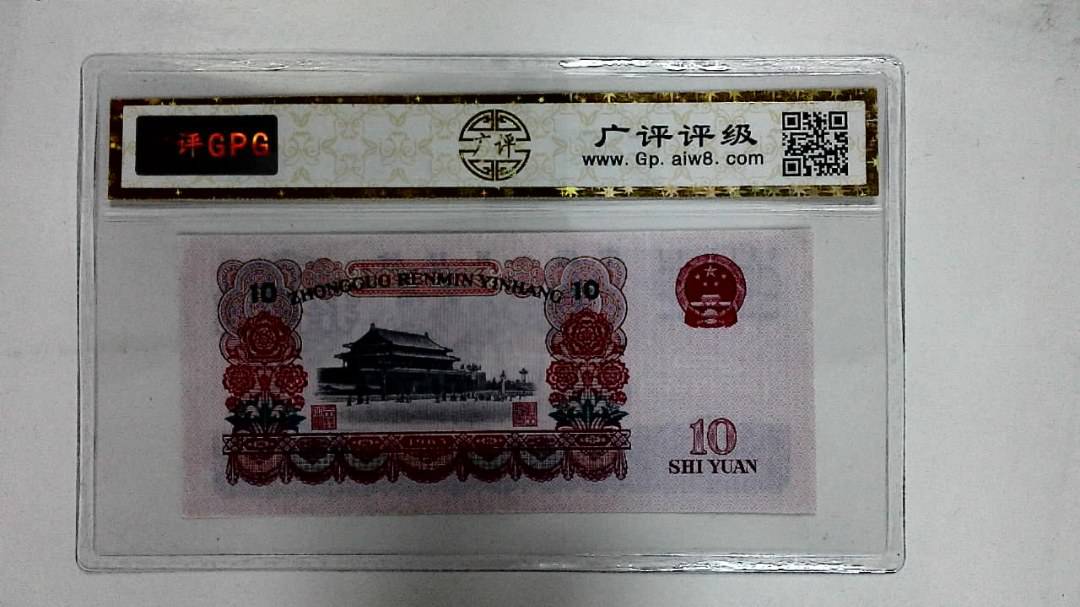 评GPG
广评
广评评级
www.Gp.aiw8.com
ZHONGGUO RENMIN YINHANG
10
10
10
SHI YUAN